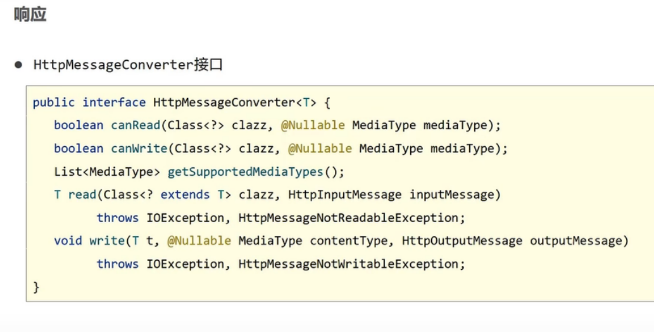 响应
● HttpMessageConverter接口
public interface HttpMessageConverter<T> {
boolean canRead(Class<?> clazz, @Nullable MediaType mediaType);
boolean canWrite(Class<?> clazz, @Nullable MediaType mediaType);
List<MediaType> getSupportedMediaTypes();
T read(Class<? extends T> clazz, HttpInputMessage inputMessage)
throws IOException, HttpMessageNotReadableException;
void write(T t, @Nullable MediaType contentType, HttpOutputMessage outputMessage)
throws IOException, HttpMessageNotWritableException;
}